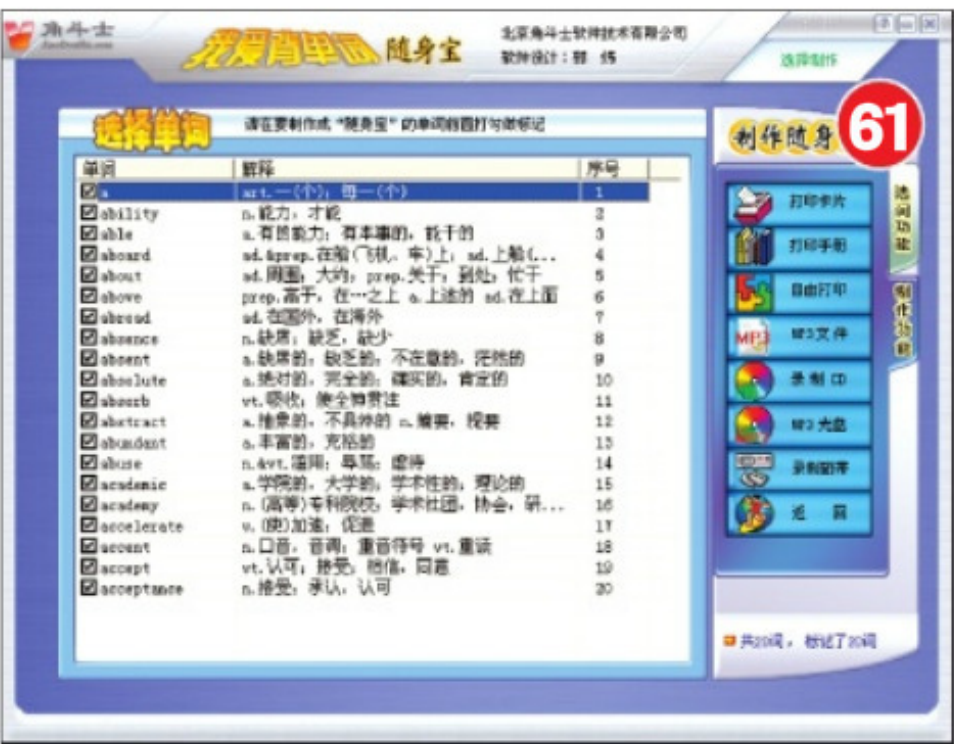 角斗士
我爱背单词 随身宝
北京角斗士软件技术有限公司
软件设计：郭 炜
选择制作
选择单词
请在要制作成“随身宝”的单词前面打勾做标记
制作随身
61
单词 解释 序号
a art.一(个)；每一(个) 1
ability n.能力，才能 2
able a.有的能力；有本事的，能干的 3
aboard ad.&prep.在船(飞机、车)上；ad.上船(... 4
about ad.周围；大约；prep.关于；到处；忙于 5
above prep.高于，在…之上 a.上述的 ad.在上面 6
abroad ad.在国外，在海外 7
absence n.缺席；缺乏，缺少 8
absent a.缺席的；缺乏的；不在意的，茫然的 9
absolute a.绝对的，完全的；确实的，肯定的 10
absorb vt.吸收；使全神贯注 11
abstract a.抽象的，不具体的 n.摘要，提要 12
abundant a.丰富的，充裕的 13
abuse n.&vt.滥用；辱骂；虐待 14
academic a.学院的，大学的；学术性的；理论的 15
academy n.(高等)专科院校；学术社团，协会，研... 16
accelerate v.(使)加速；促进 17
accent n.口音，音调；重音符号 vt.重读 18
accept vt.认可；接受；相信，同意 19
acceptance n.接受；承认，认可 20
打印卡片
打印手册
自由打印
MP3文件
录制CD
MP3光盘
录制磁带
返 回
选词功能
制作功能
共20词，标记了20词